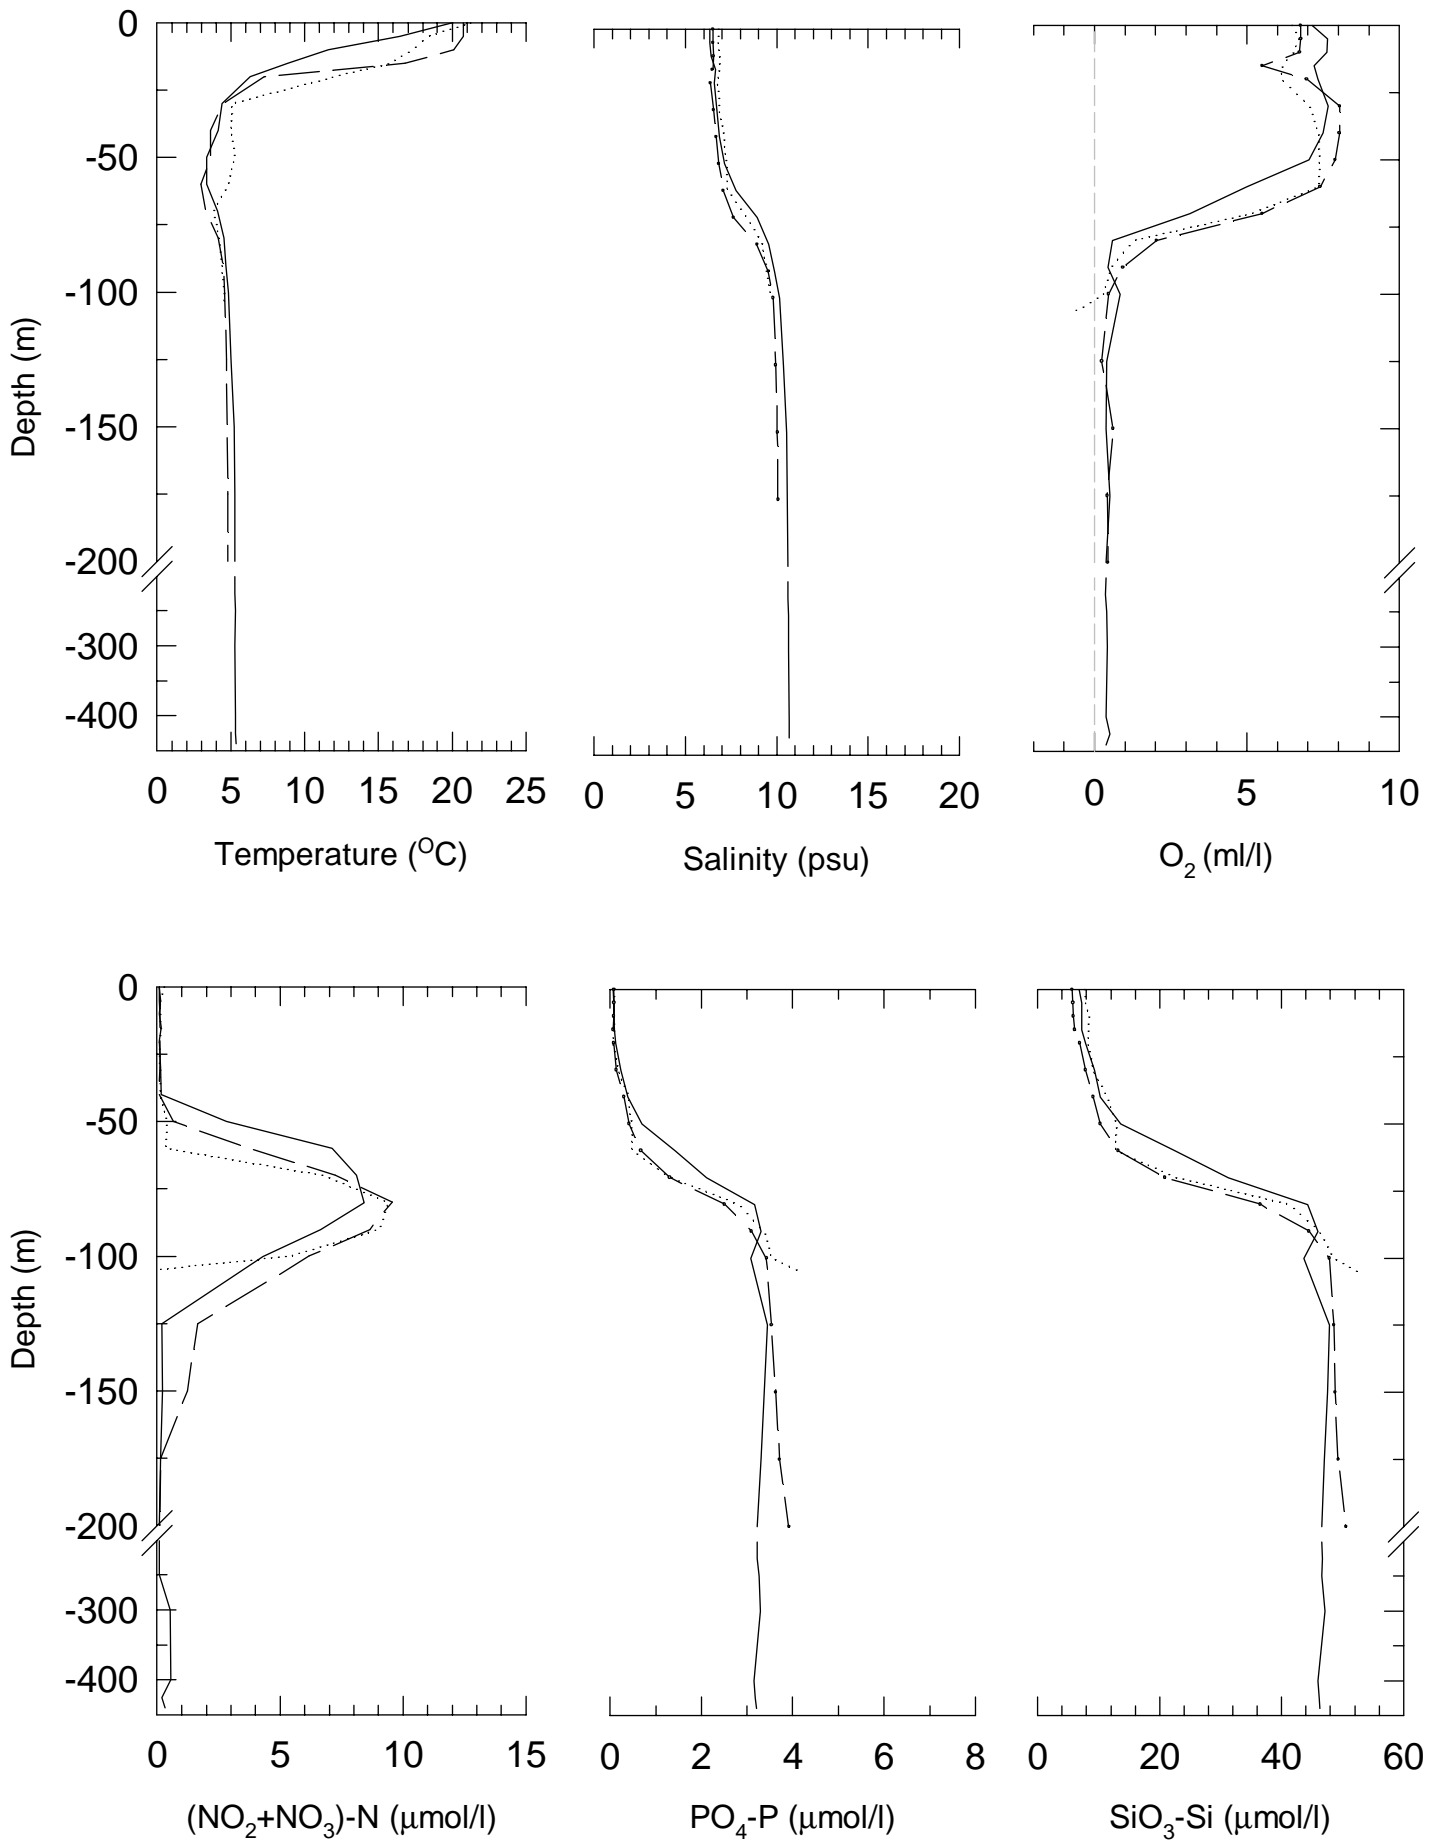 0
-50
-100
-150
-200
-300
-400
Depth (m)
0 5 10 15 20 25
0 5 10 15 20
0 5 10
Temperature (OC)
Salinity (psu)
O2 (ml/l)
0
-50
-100
-150
-200
-300
-400
Depth (m)
0 5 10 15
0 2 4 6 8
0 20 40 60
(NO2+NO3)-N (μmol/l)
PO4-P (μmol/l)
SiO3-Si (μmol/l)